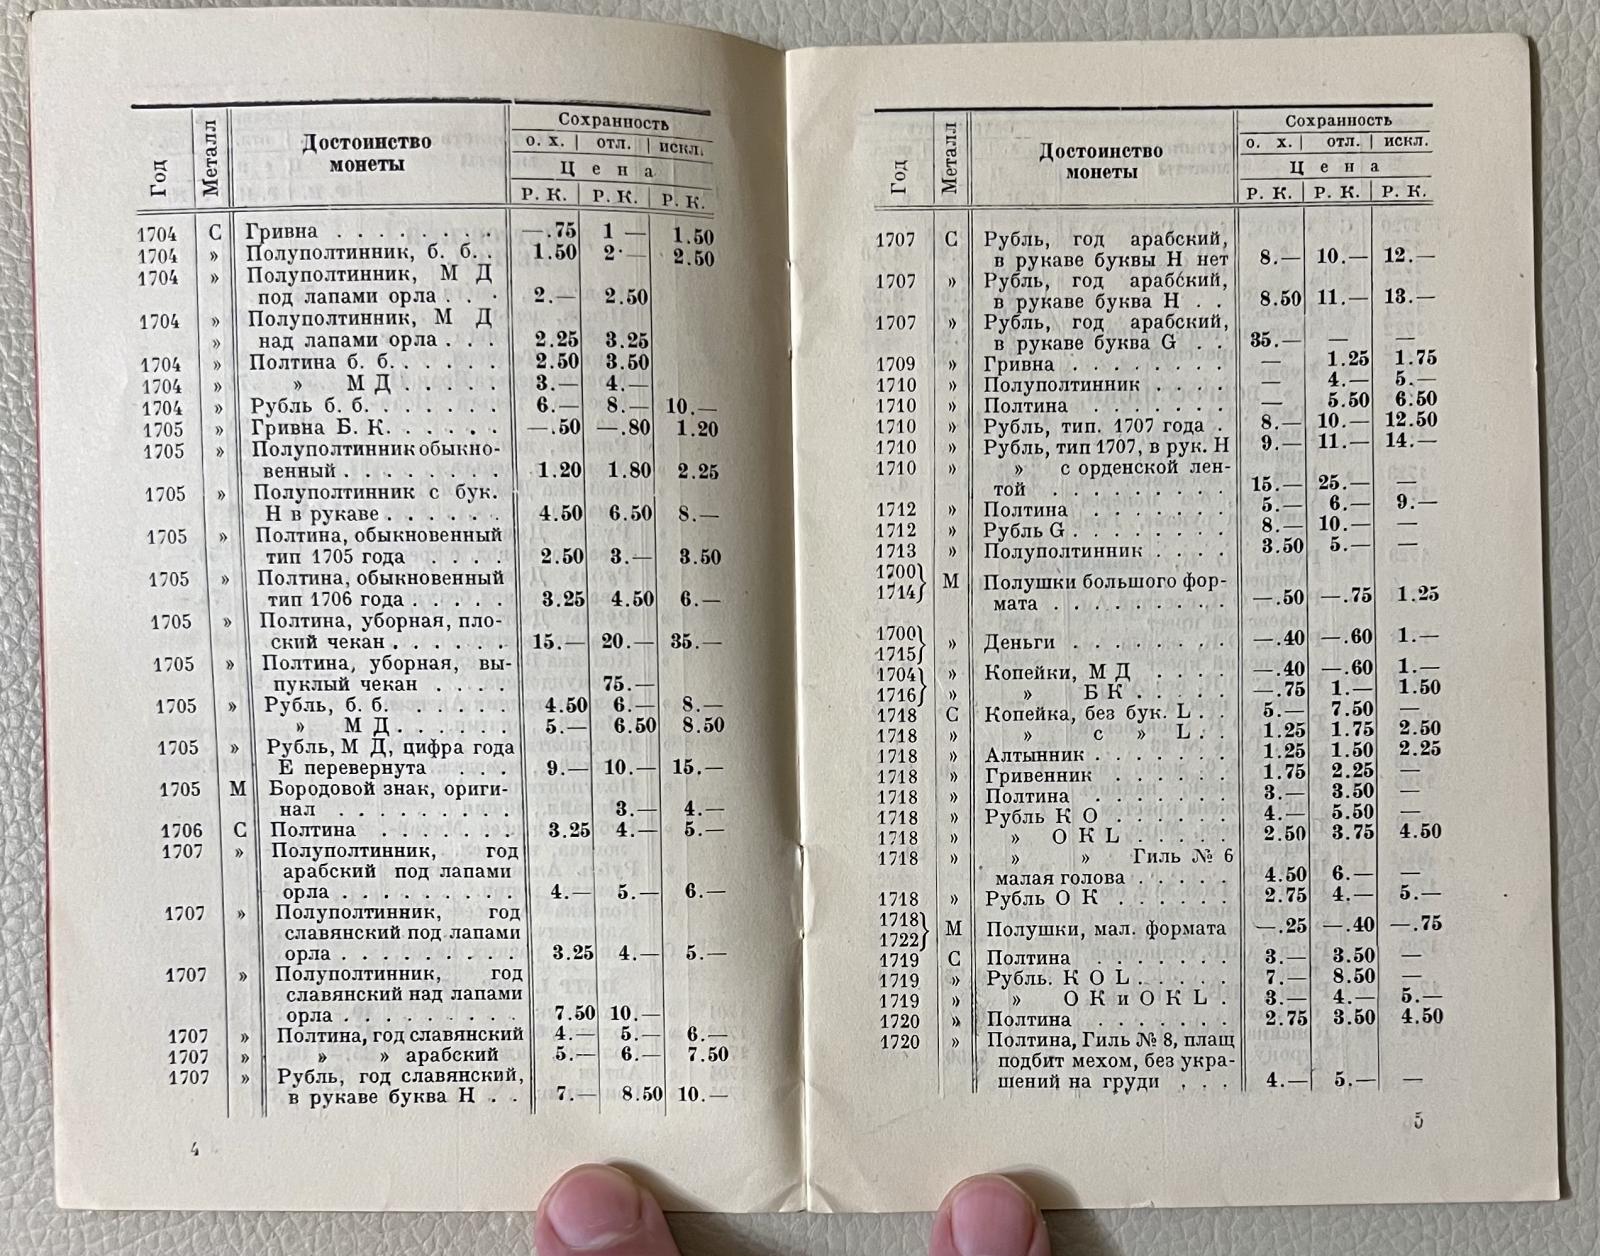 Год Металл Достоинство монеты Сохранность
о. х. отл. искл.
Цена
Р. К. Р. К. Р. К.
1704 С Гривна . . . . . . . . —.75 1 — 1.50
1704 » Полуполтинник, б. б. . 1.50 2 — 2.50
1704 » Полуполтинник, М Д
под лапами орла . . . 2.— 2.50
1704 » Полуполтинник, М Д
» над лапами орла . . . 2.25 3.25
1704 » Полтина б. б. . . . . . 2.50 3.50
1704 » » М Д . . . . . 3.— 4.—
1704 » Рубль б. б. . . . . . . 6.— 8.— 10.—
1705 » Гривна Б. К. . . . . . —.50 —.80 1.20
1705 » Полуполтинник обыкно-
венный . . . . . . . . 1.20 1.80 2.25
1705 » Полуполтинник с бук.
Н в рукаве . . . . . . 4.50 6.50 8.—
1705 » Полтина, обыкновенный
тип 1705 года . . . . 2.50 3.— 3.50
1705 » Полтина, обыкновенный
тип 1706 года . . . . . 3.25 4.50 6.—
1705 » Полтина, уборная, пло-
ский чекан . . . . . . 15.— 20.— 35.—
1705 » Полтина, уборная, вы-
пуклый чекан . . . . 75.—
1705 » Рубль, б. б. . . . . . 4.50 6.— 8.—
» М Д . . . . . . 5.— 6.50 8.50
1705 » Рубль, М Д, цифра года
Е перевернута . . . 9.— 10.— 15.—
1705 М Бородовой знак, ориги-
нал . . . . . . . . . 3.— 4.—
1706 С Полтина . . . . . . . 3.25 4.— 5.—
1707 » Полуполтинник, год
арабский под лапами
орла . . . . . . . . . 4.— 5.— 6.—
1707 » Полуполтинник, год
славянский под лапами
орла . . . . . . . . . 3.25 4.— 5.—
1707 » Полуполтинник, год
славянский над лапами
орла . . . . . . . . . 7.50 10.—
1707 » Полтина, год славянский 4.— 5.— 6.—
1707 » » » арабский 5.— 6.— 7.50
1707 » Рубль, год славянский,
в рукаве буква Н . . 7.— 8.50 10.—
4
Год Металл Достоинство монеты Сохранность
о. х. отл. искл.
Цена
Р. К. Р. К. Р. К.
1707 С Рубль, год арабский,
в рукаве буквы Н нет 8.— 10.— 12.—
1707 » Рубль, год арабский,
в рукаве буква Н . . 8.50 11.— 13.—
1707 » Рубль, год арабский,
в рукаве буква G . . 35.— — —
1709 » Гривна . . . . . . . . — 1.25 1.75
1710 » Полуполтинник . . . . — 4.— 5.—
1710 » Полтина . . . . . . . — 5.50 6.50
1710 » Рубль, тип. 1707 года . 8.— 10.— 12.50
1710 » Рубль, тип 1707, в рук. Н 9.— 11.— 14.—
1710 » » с орденской лен-
той . . . . . . . . . 15.— 25.— —
1712 » Полтина . . . . . . . 5.— 6.— 9.—
1712 » Рубль G . . . . . . . . 8.— 10.— —
1713 » Полуполтинник . . . . 3.50 5.— —
1700}
1714} М Полушки большого фор-
мата . . . . . . . . . —.50 —.75 1.25
1700}
1715} » Деньги . . . . . . . . —.40 —.60 1.—
1704} » Копейки, М Д . . . . —.40 —.60 1.—
1716} » » Б К . . . . . —.75 1.— 1.50
1718 С Копейка, без бук. L . . 5.— 7.50 —
1718 » » с » L . . 1.25 1.75 2.50
1718 » Алтынник . . . . . . . 1.25 1.50 2.25
1718 » Гривенник . . . . . . 1.75 2.25 —
1718 » Полтина . . . . . . . 3.— 3.50 —
1718 » Рубль К О . . . . . . 4.— 5.50 —
1718 » » О К L . . . . . 2.50 3.75 4.50
1718 » » » Гиль № 6
малая голова . . . . . 4.50 6.— —
1718 » Рубль О К . . . . . . 2.75 4.— 5.—
1718}
1722} М Полушки, мал. формата —.25 —.40 —.75
1719 С Полтина . . . . . . . 3.— 3.50 —
1719 » Рубль. К О L . . . . . 7.— 8.50 —
1719 » » О К и О К L . 3.— 4.— 5.—
1720 » Полтина . . . . . . . 2.75 3.50 4.50
1720 » Полтина, Гиль № 8, плащ
подбит мехом, без укра-
шений на груди . . . 4.— 5.— —
5